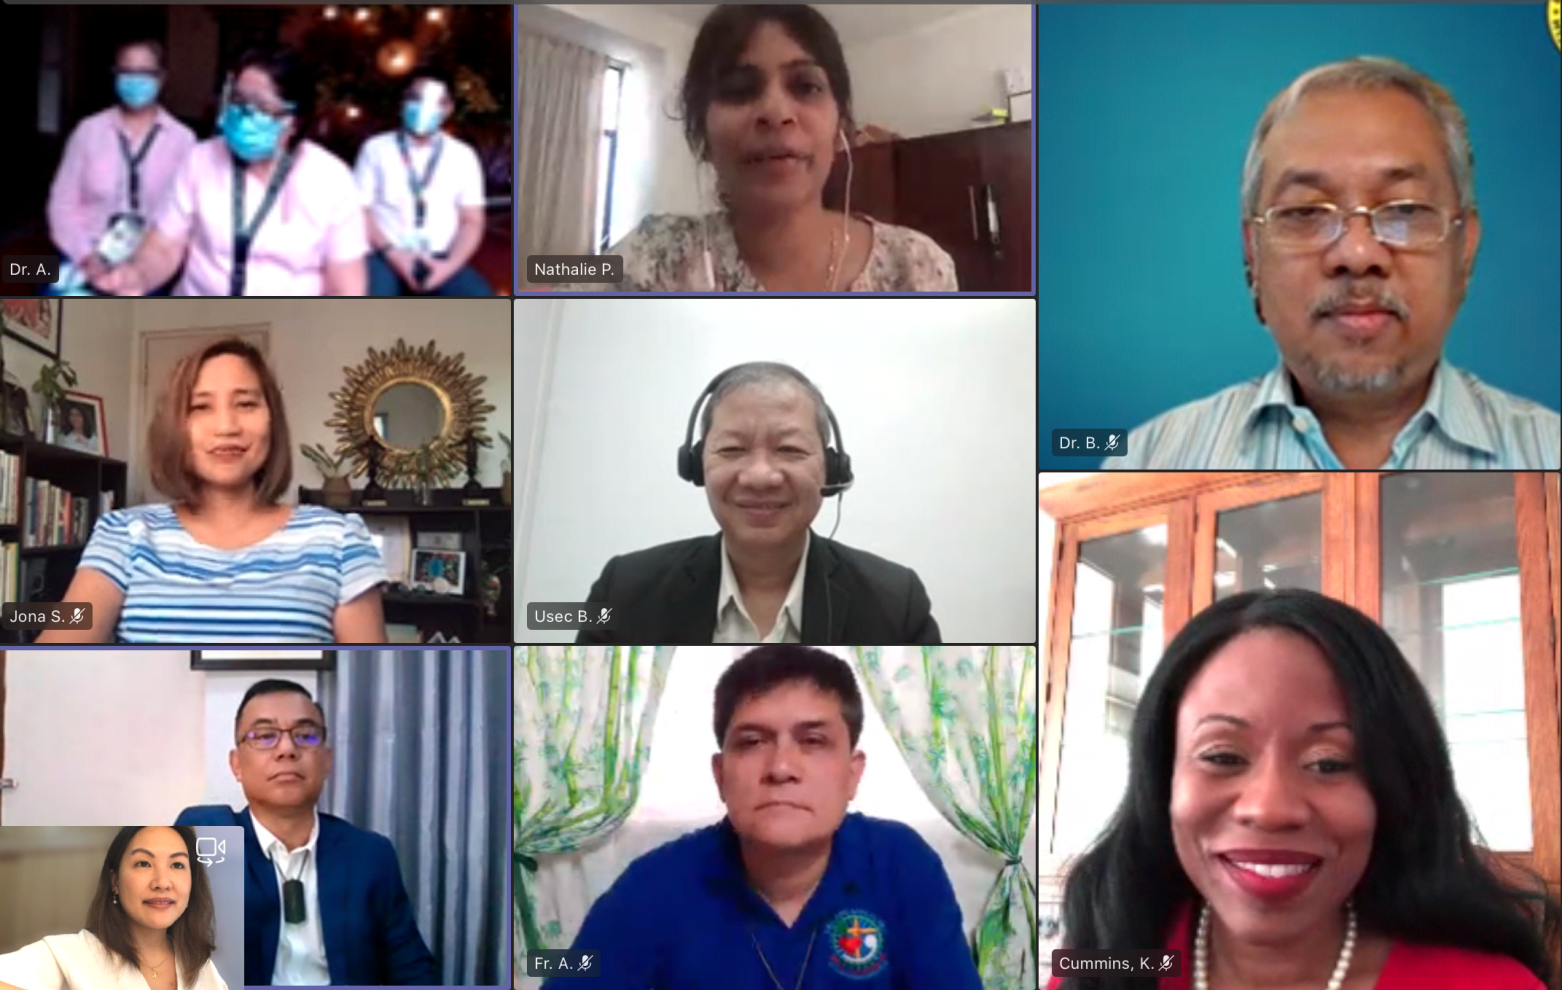 Dr. A.
Nathalie P.
Dr. B.
Jona S.
Usec B.
Fr. A.
Cummins, K.